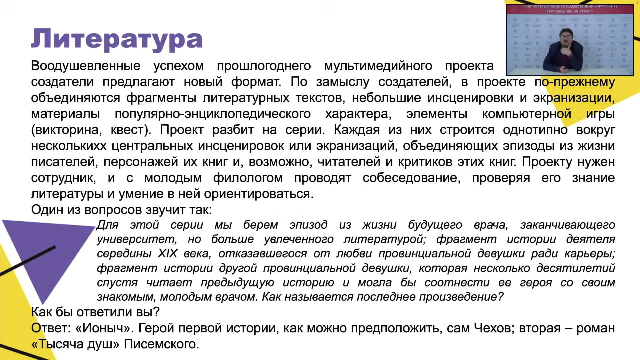 Литература
Воодушевленные успехом прошлогоднего мультимедийного проекта
создатели предлагают новый формат. По замыслу создателей, в проекте по-прежнему
объединяются фрагменты литературных текстов, небольшие инсценировки и экранизации,
материалы популярно-энциклопедического характера, элементы компьютерной игры
(викторина, квест). Проект разбит на серии. Каждая из них строится однотипно вокруг
несколькихх центральных инсценировок или экранизаций, объединяющих эпизоды из жизни
писателей, персонажей их книг и, возможно, читателей и критиков этих книг. Проекту нужен
сотрудник, и с молодым филологом проводят собеседование, проверяя его знание
литературы и умение в ней ориентироваться.
Один из вопросов звучит так:
Для этой серии мы берем эпизод из жизни будущего врача, заканчивающего
университет, но больше увлеченного литературой; фрагмент истории деятеля
середины XIX века, отказавшегося от любви провинциальной девушки ради карьеры;
фрагмент истории другой провинциальной девушки, которая несколько десятилетий
спустя читает предыдущую историю и могла бы соотнести ее героя со своим
знакомым, молодым врачом. Как называется последнее произведение?
Как бы ответили вы?
Ответ: «Ионыч». Герой первой истории, как можно предположить, сам Чехов; вторая – роман
«Тысяча душ» Писемского.